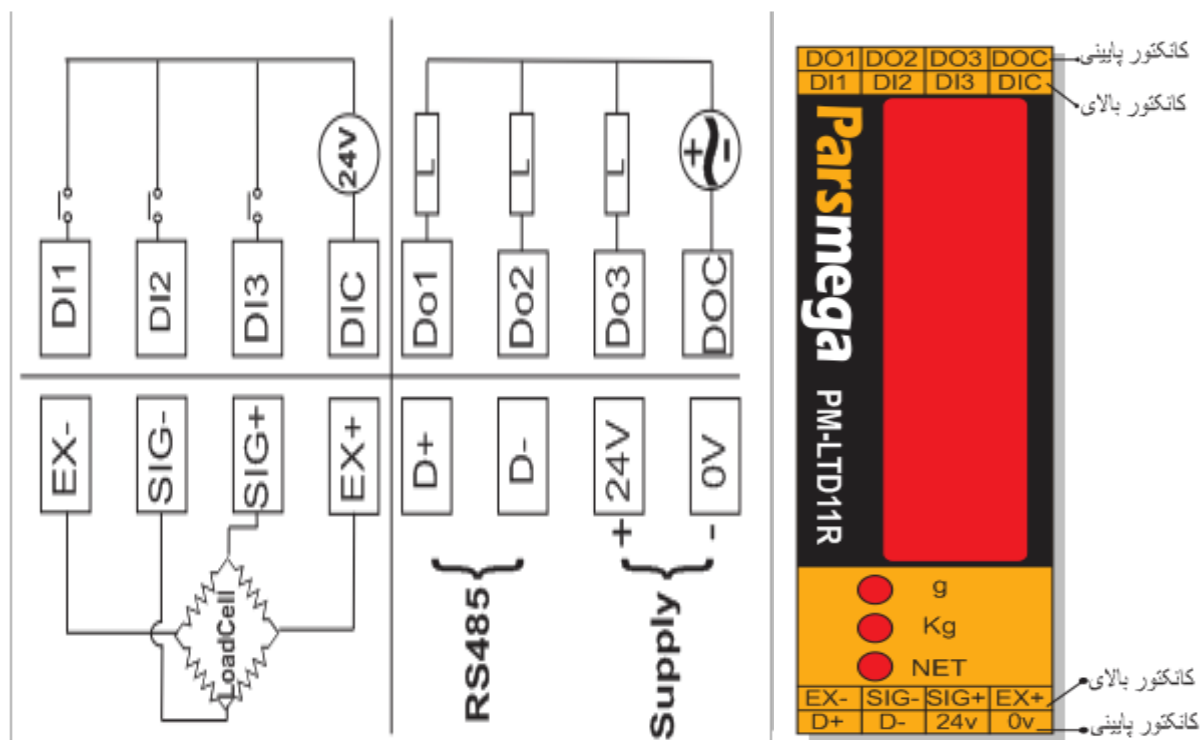 24V
DI1 DI2 DI3 DIC
L L L
+ -
Do1 Do2 Do3 DOC
EX- SIG- SIG+ EX+
LoadCell
D+ D- 24V 0V
+ -
RS485 Supply
DO1 DO2 DO3 DOC
کانکتور پایینی
DI1 DI2 DI3 DIC
کانکتور بالای
Parsmega PM-LTD11R
g
Kg
NET
EX- SIG- SIG+ EX+
کانکتور بالای
D+ D- 24v 0v
کانکتور پایینی